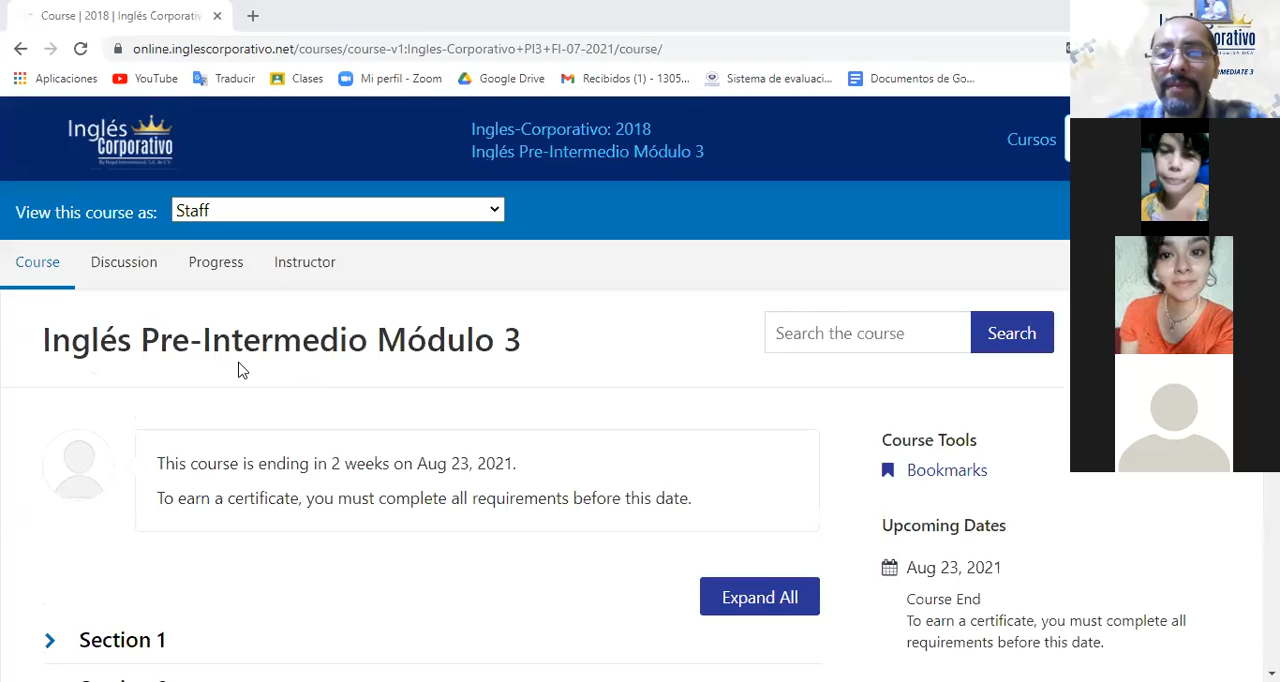 Course | 2018 | Inglés Corporativ
online.inglescorporativo.net/courses/course-v1:Ingles-Corporativo+PI3+FI-07-2021/course/
Aplicaciones YouTube Traducir Clases Mi perfil - Zoom Google Drive Recibidos (1) - 1305... Sistema de evaluaci... Documentos de Go...
Inglés
Corporativo
Ingles-Corporativo: 2018
Inglés Pre-Intermedio Módulo 3
Cursos
View this course as: Staff
Course Discussion Progress Instructor
Inglés Pre-Intermedio Módulo 3
Search the course Search
This course is ending in 2 weeks on Aug 23, 2021.
To earn a certificate, you must complete all requirements before this date.
Course Tools
Bookmarks
Upcoming Dates
Aug 23, 2021
Course End
To earn a certificate, you must complete all
requirements before this date.
Expand All
Section 1